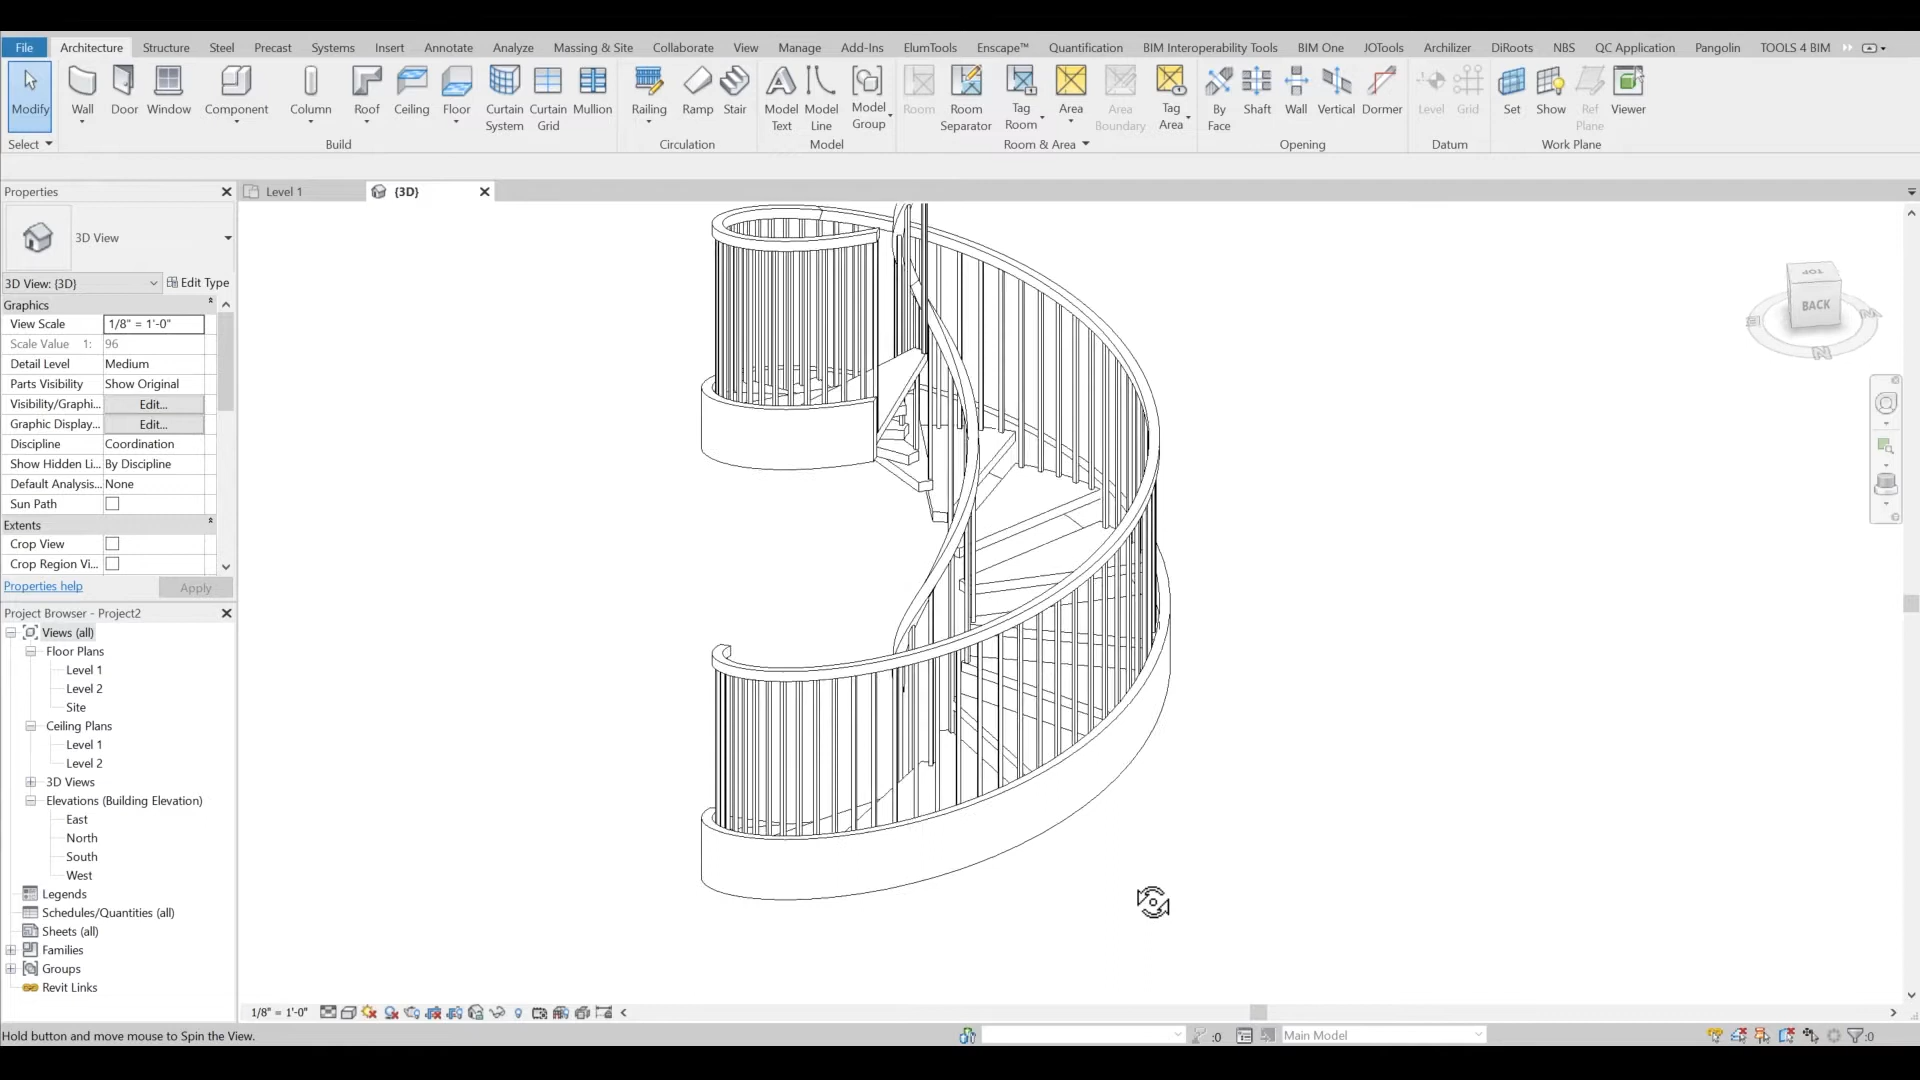 File Architecture Structure Steel Precast Systems Insert Annotate Analyze Massing & Site Collaborate View Manage Add-Ins ElumTools Enscape™ Quantification BIM Interoperability Tools BIM One JOTools Archilizer DiRoots NBS QC Application Pangolin TOOLS 4 BIM
Modify Wall Door Window Component Column Roof Ceiling Floor Curtain System Curtain Grid Mullion Railing Ramp Stair Model Text Model Line Model Group Room Room Separator Tag Room Area Area Boundary Tag Area By Face Shaft Wall Vertical Dormer Level Grid Set Show Ref Plane Viewer
Select Build Circulation Model Room & Area Opening Datum Work Plane
Properties
Level 1
{3D}
3D View
3D View: {3D}
Edit Type
Graphics
View Scale 1/8" = 1'-0"
Scale Value 1: 96
Detail Level Medium
Parts Visibility Show Original
Visibility/Graphi... Edit...
Graphic Display... Edit...
Discipline Coordination
Show Hidden Li... By Discipline
Default Analysis... None
Sun Path
Extents
Crop View
Crop Region Vi...
Properties help
Apply
Project Browser - Project2
Views (all)
Floor Plans
Level 1
Level 2
Site
Ceiling Plans
Level 1
Level 2
3D Views
Elevations (Building Elevation)
East
North
South
West
Legends
Schedules/Quantities (all)
Sheets (all)
Families
Groups
Revit Links
TOP
BACK
E
N
1/8" = 1'-0"
Hold button and move mouse to Spin the View.
:0
Main Model
:0